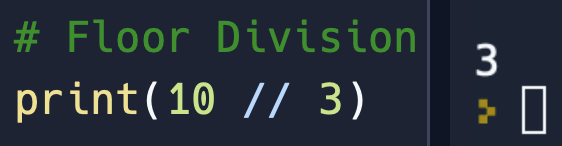 # Floor Division
print(10 // 3)
3